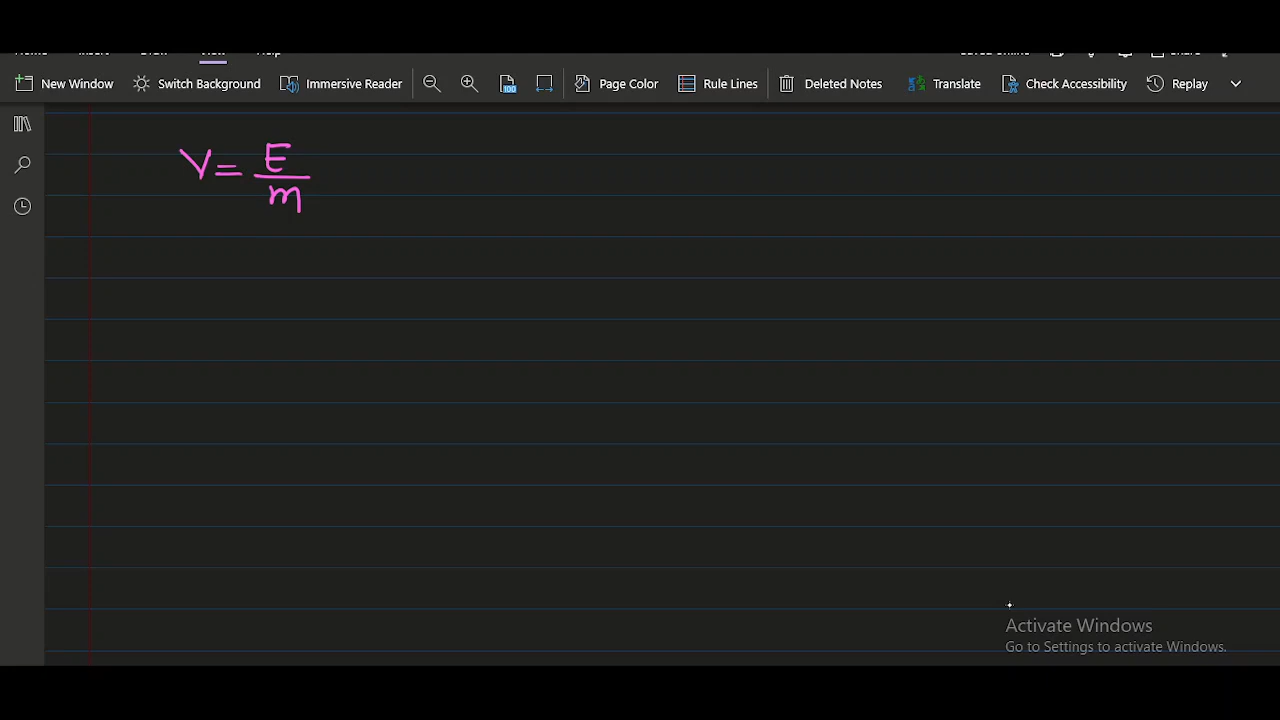 New Window Switch Background Immersive Reader Page Color Rule Lines Deleted Notes Translate Check Accessibility Replay
V = E/m
Activate Windows
Go to Settings to activate Windows.